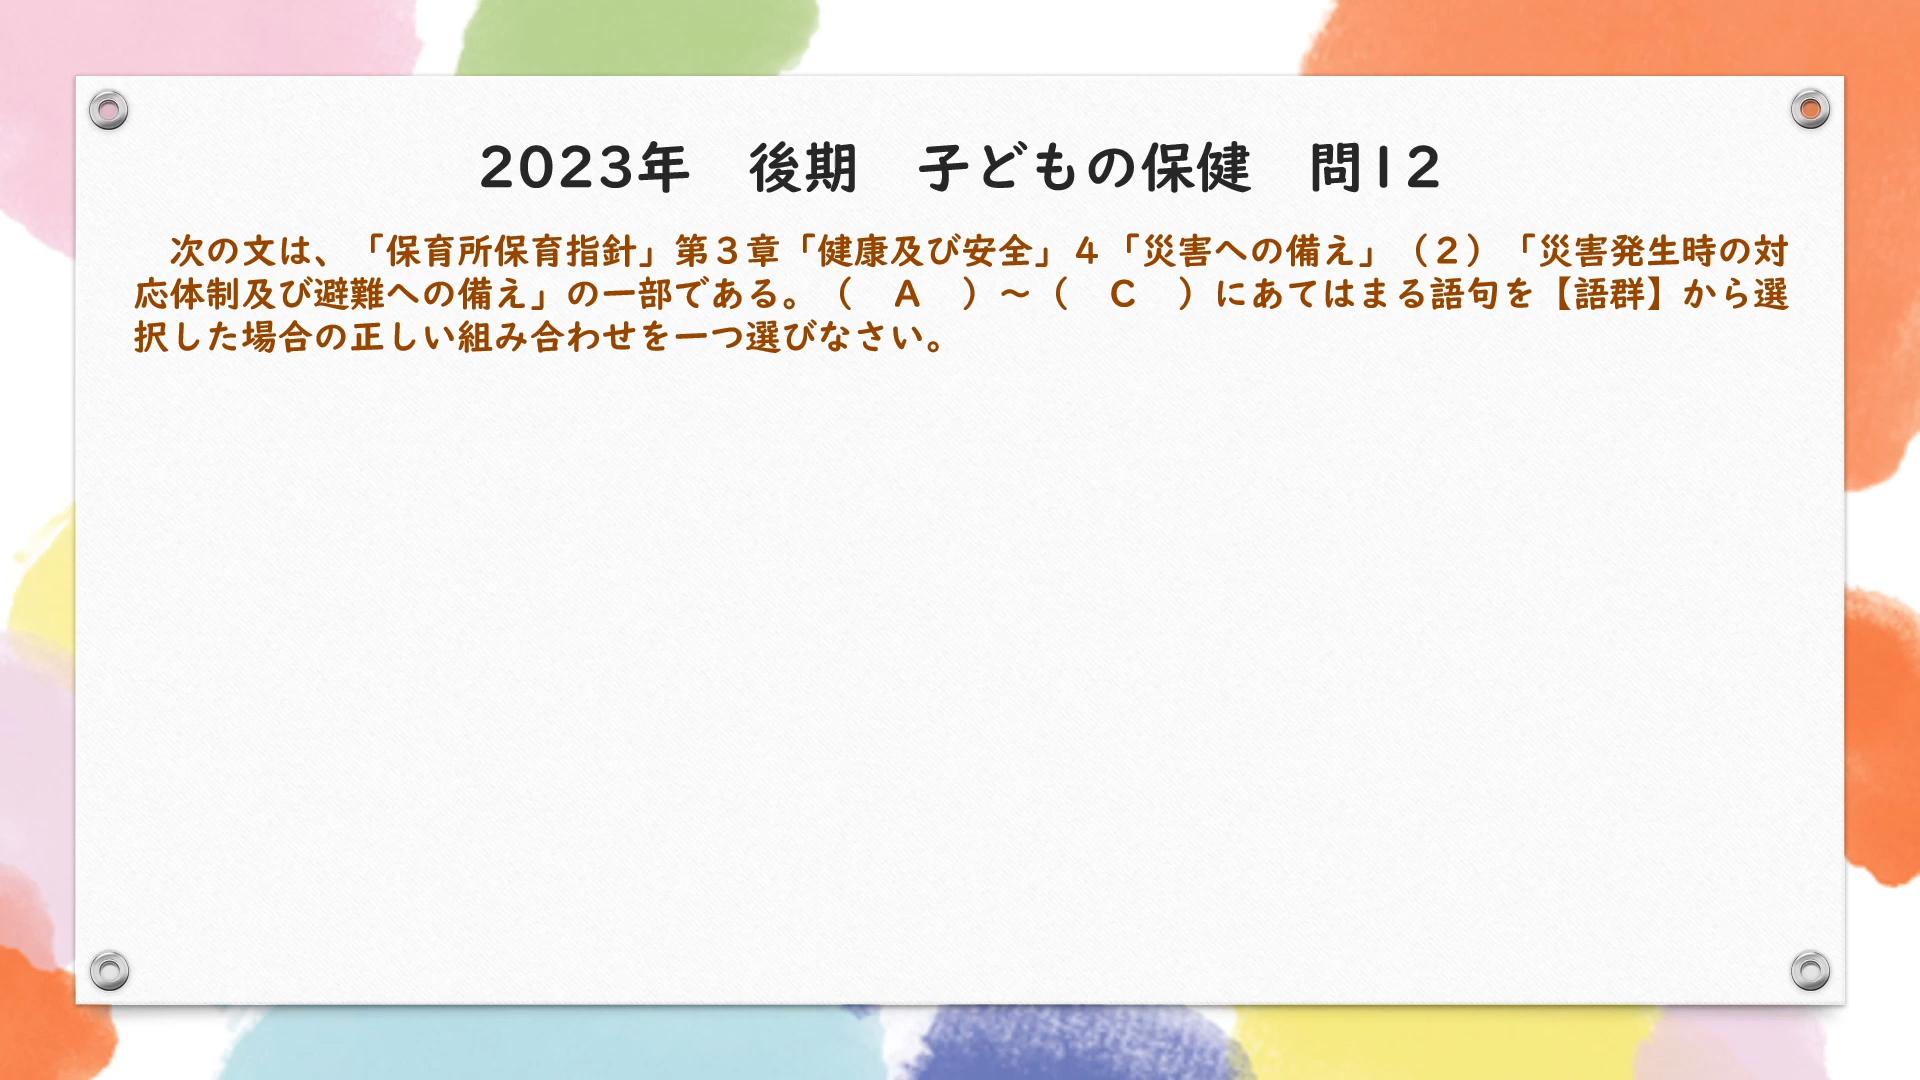 2023年　後期　子どもの保健　問12
　次の文は、「保育所保育指針」第３章「健康及び安全」４「災害への備え」（２）「災害発生時の対
応体制及び避難への備え」の一部である。（　Ａ　）～（　Ｃ　）にあてはまる語句を【語群】から選
択した場合の正しい組み合わせを一つ選びなさい。